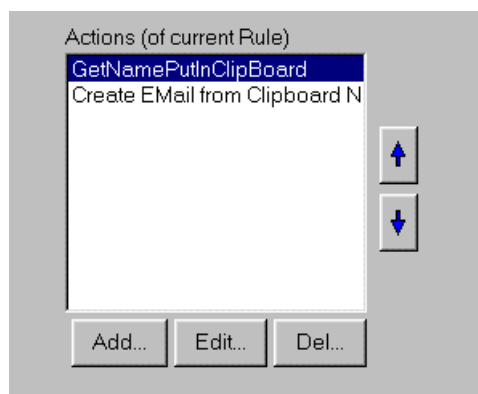 Actions (of current Rule)
GetNamePutInClipBoard
Create EMail from Clipboard N
Add... Edit... Del...